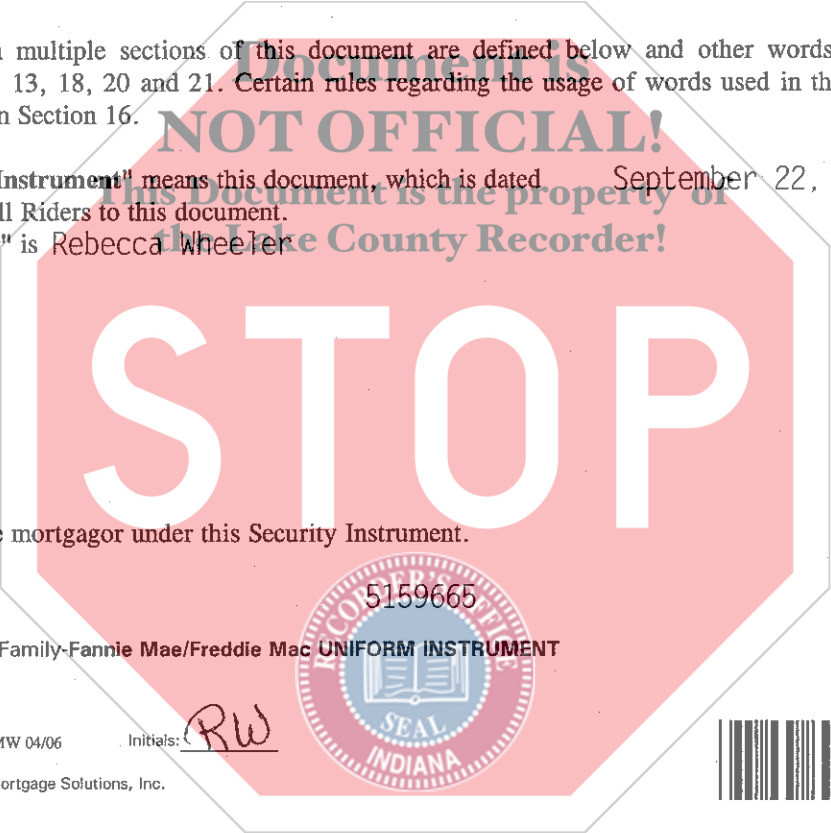 multiple sections of this document are defined below and other words
13, 18, 20 and 21. Certain rules regarding the usage of words used in
Section 16.
Document is
NOT OFFICIAL!
This Document is the property of
the Lake County Recorder!
Instrument" means this document, which is dated September 22,
Riders to this document.
" is Rebecca Wheeler
STOP
mortgagor under this Security Instrument.
5159665
Family-Fannie Mae/Freddie Mac UNIFORM INSTRUMENT
RECORDER'S OFFICE
SEAL
INDIANA
04/06 Initials: RW
Mortgage Solutions, Inc.